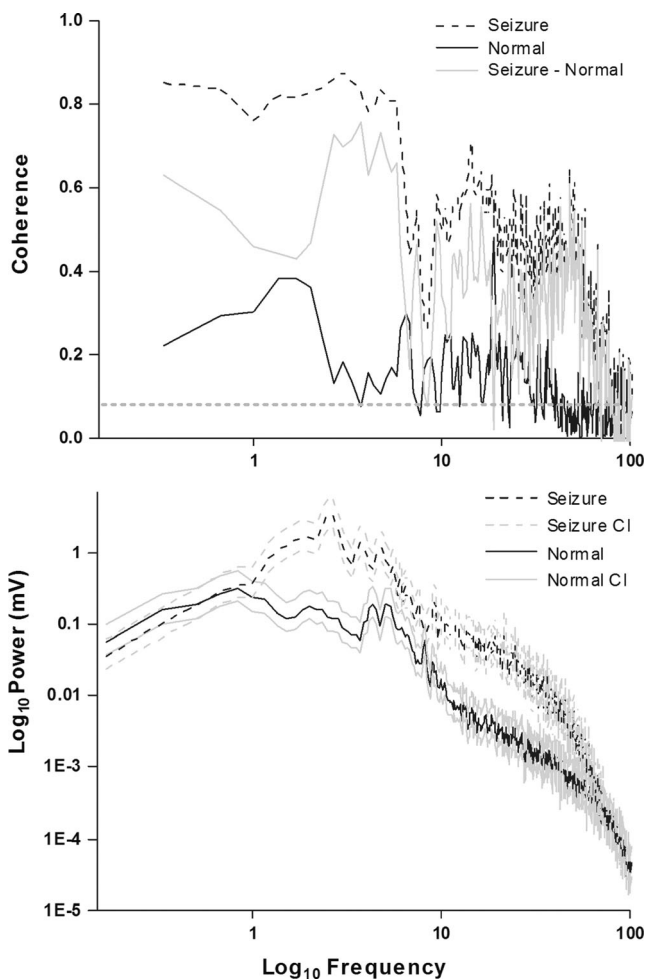 Seizure
Normal
Seizure - Normal
1.0
0.8
0.6
0.4
0.2
0.0
Coherence
1
10
100
Seizure
Seizure CI
Normal
Normal CI
1
0.1
0.01
1E-3
1E-4
1E-5
Log10 Power (mV)
1
10
100
Log10 Frequency